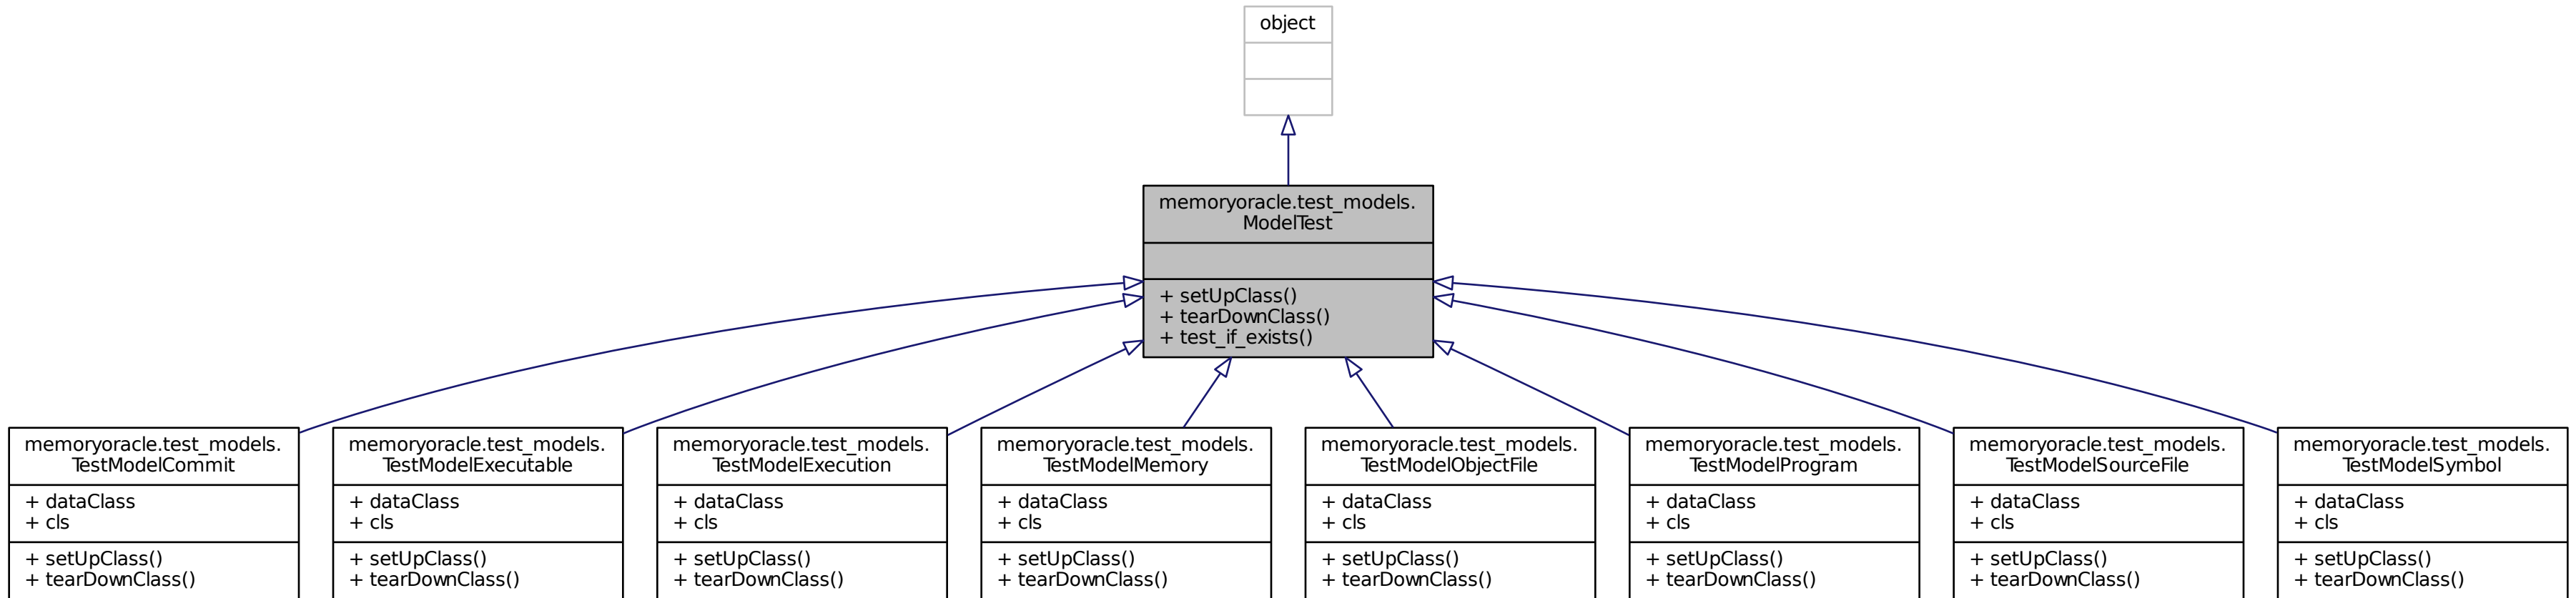 object
memoryoracle.test_models.
ModelTest
+ setUpClass()
+ tearDownClass()
+ test_if_exists()
memoryoracle.test_models.
TestModelCommit
+ dataClass
+ cls
+ setUpClass()
+ tearDownClass()
memoryoracle.test_models.
TestModelExecutable
+ dataClass
+ cls
+ setUpClass()
+ tearDownClass()
memoryoracle.test_models.
TestModelExecution
+ dataClass
+ cls
+ setUpClass()
+ tearDownClass()
memoryoracle.test_models.
TestModelMemory
+ dataClass
+ cls
+ setUpClass()
+ tearDownClass()
memoryoracle.test_models.
TestModelObjectFile
+ dataClass
+ cls
+ setUpClass()
+ tearDownClass()
memoryoracle.test_models.
TestModelProgram
+ dataClass
+ cls
+ setUpClass()
+ tearDownClass()
memoryoracle.test_models.
TestModelSourceFile
+ dataClass
+ cls
+ setUpClass()
+ tearDownClass()
memoryoracle.test_models.
TestModelSymbol
+ dataClass
+ cls
+ setUpClass()
+ tearDownClass()